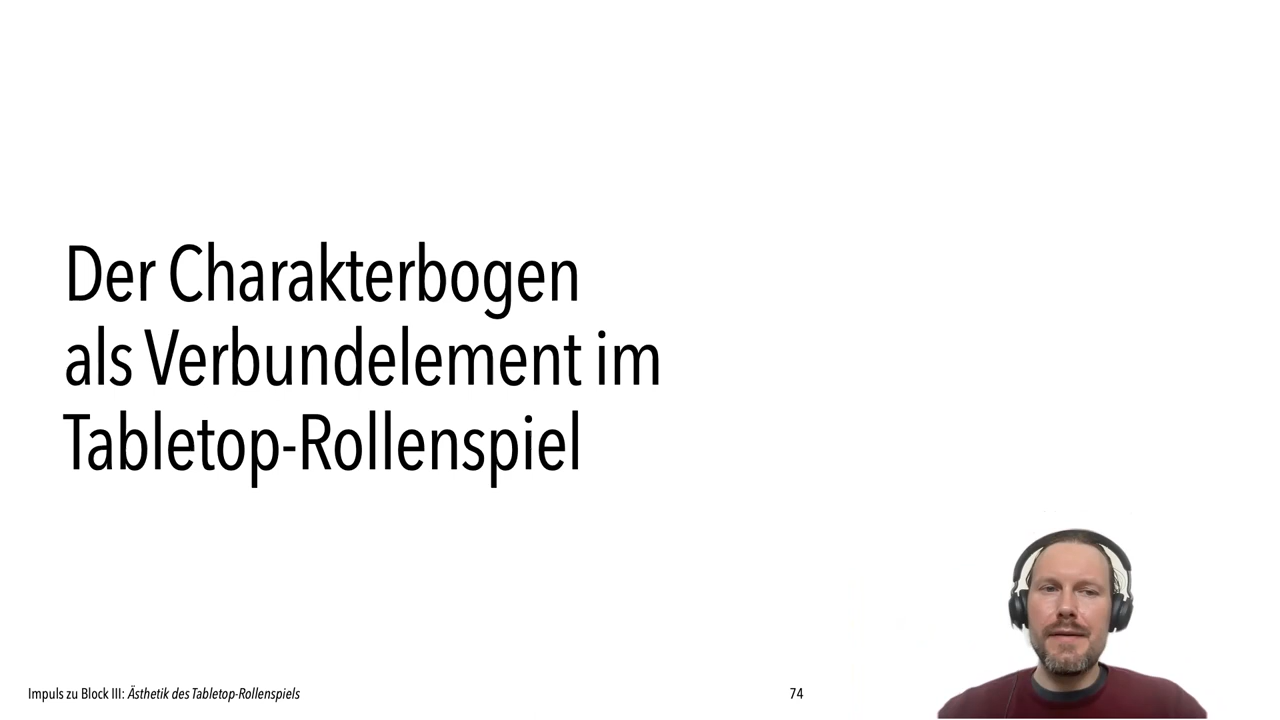 Der Charakterbogen
als Verbundelement im
Tabletop-Rollenspiel
Impuls zu Block III: Ästhetik des Tabletop-Rollenspiels
74